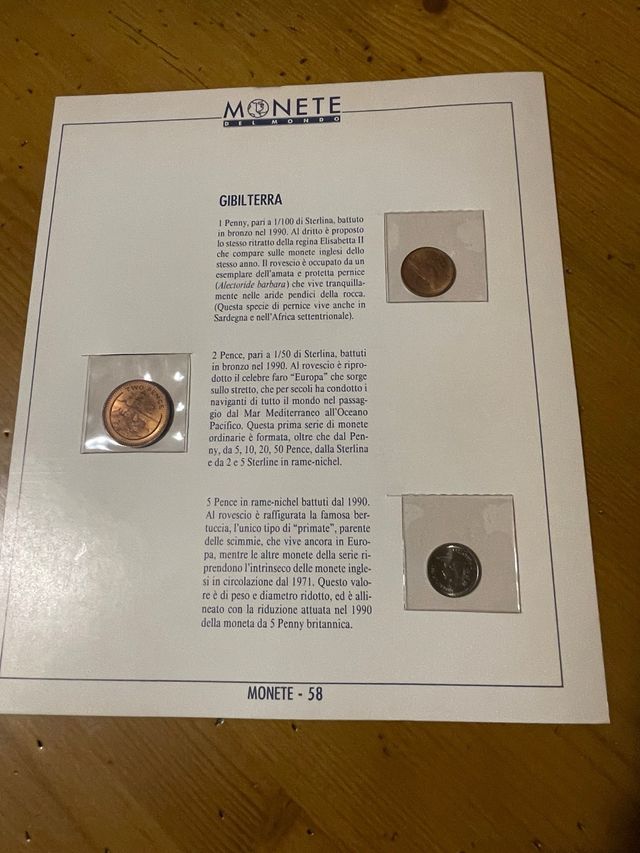 MONETE
DEL MONDO
GIBILTERRA
1 Penny, pari a 1/100 di Sterlina, battuto
in bronzo nel 1990. Al dritto è proposto
lo stesso ritratto della regina Elisabetta II
che compare sulle monete inglesi dello
stesso anno. Il rovescio è occupato da un
esemplare dell'amata e protetta pernice
(Alectoride barbara) che vive tranquilla-
mente nelle aride pendici della rocca.
(Questa specie di pernice vive anche in
Sardegna e nell'Africa settentrionale).
2 Pence, pari a 1/50 di Sterlina, battuti
in bronzo nel 1990. Al rovescio è ripro-
dotto il celebre faro "Europa" che sorge
sullo stretto, che per secoli ha condotto i
naviganti di tutto il mondo nel passag-
gio dal Mar Mediterraneo all'Oceano
Pacifico. Questa prima serie di monete
ordinarie è formata, oltre che dal Pen-
ny, da 5, 10, 20, 50 Pence, dalla Sterlina
e da 2 e 5 Sterline in rame-nichel.
TWO PENCE
5 Pence in rame-nichel battuti dal 1990.
Al rovescio è raffigurata la famosa ber-
tuccia, l'unico tipo di "primate", parente
delle scimmie, che vive ancora in Euro-
pa, mentre le altre monete della serie ri-
prendono l'intrinseco delle monete ingle-
si in circolazione dal 1971. Questo valo-
re è di peso e diametro ridotto, ed è alli-
neato con la riduzione attuata nel 1990
della moneta da 5 Penny britannica.
MONETE - 58